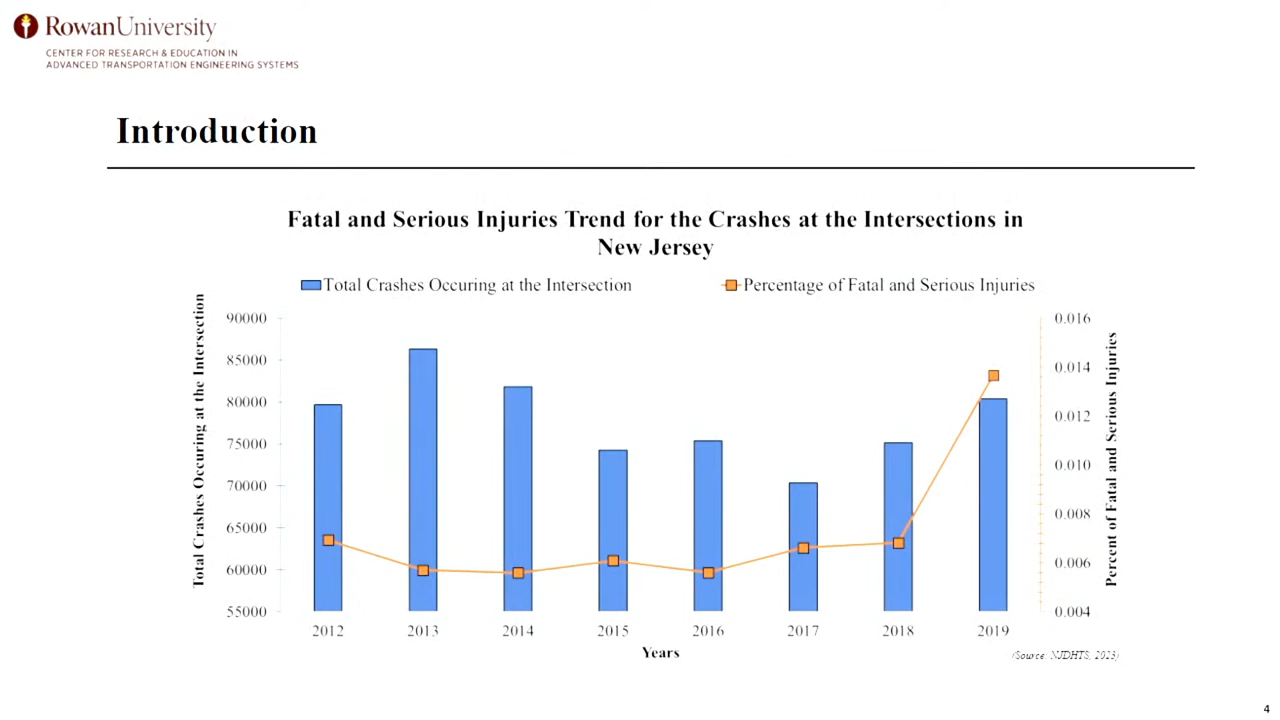 Rowan University
CENTER FOR RESEARCH & EDUCATION IN
ADVANCED TRANSPORTATION ENGINEERING SYSTEMS
Introduction
Fatal and Serious Injuries Trend for the Crashes at the Intersections in
New Jersey
Total Crashes Occuring at the Intersection
Percentage of Fatal and Serious Injuries
Total Crashes Occuring at the Intersection
90000
85000
80000
75000
70000
65000
60000
55000
0.016
0.014
0.012
0.010
0.008
0.006
0.004
Percent of Fatal and Serious Injuries
2012 2013 2014 2015 2016 2017 2018 2019
Years
(Source: NJDHTS, 2023)
4